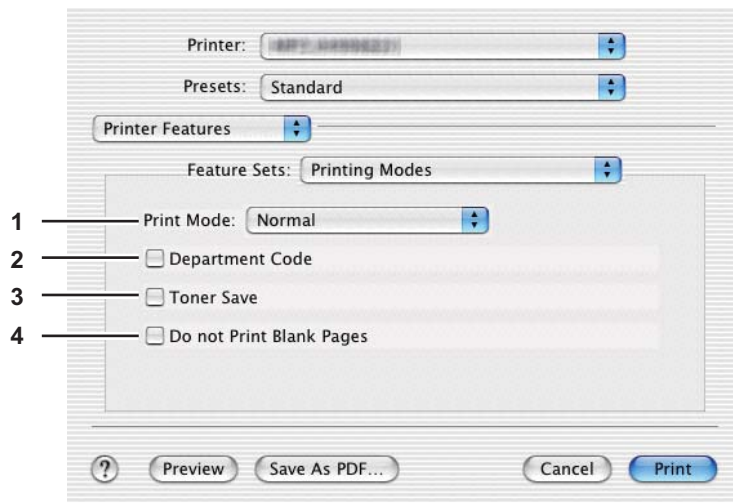 Printer:
Presets: Standard
Printer Features
Feature Sets: Printing Modes
1 Print Mode: Normal
2 Department Code
3 Toner Save
4 Do not Print Blank Pages
? Preview Save As PDF... Cancel Print